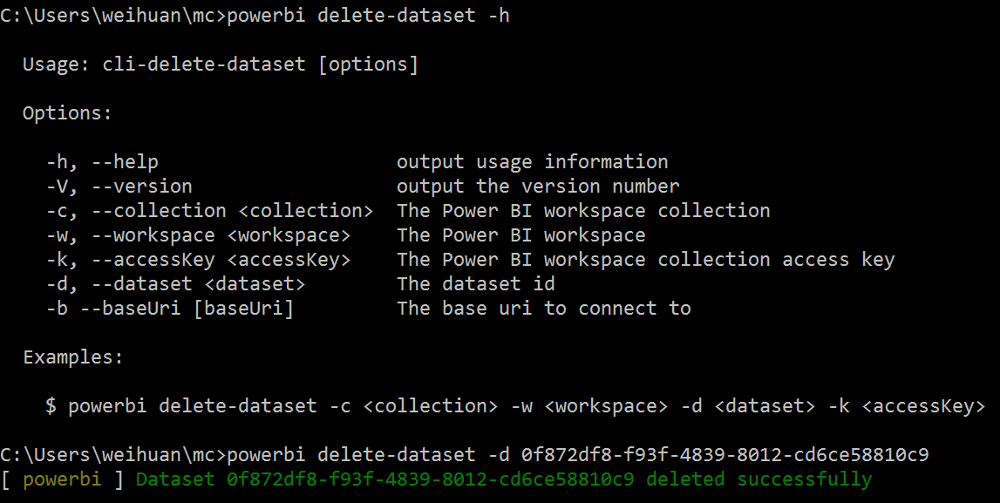 C:\Users\weihuan\mc>powerbi delete-dataset -h
Usage: cli-delete-dataset [options]
Options:
-h, --help output usage information
-V, --version output the version number
-c, --collection <collection> The Power BI workspace collection
-w, --workspace <workspace> The Power BI workspace
-k, --accessKey <accessKey> The Power BI workspace collection access key
-d, --dataset <dataset> The dataset id
-b --baseUri [baseUri] The base uri to connect to
Examples:
$ powerbi delete-dataset -c <collection> -w <workspace> -d <dataset> -k <accessKey>
C:\Users\weihuan\mc>powerbi delete-dataset -d 0f872df8-f93f-4839-8012-cd6ce58810c9
[ powerbi ] Dataset 0f872df8-f93f-4839-8012-cd6ce58810c9 deleted successfully